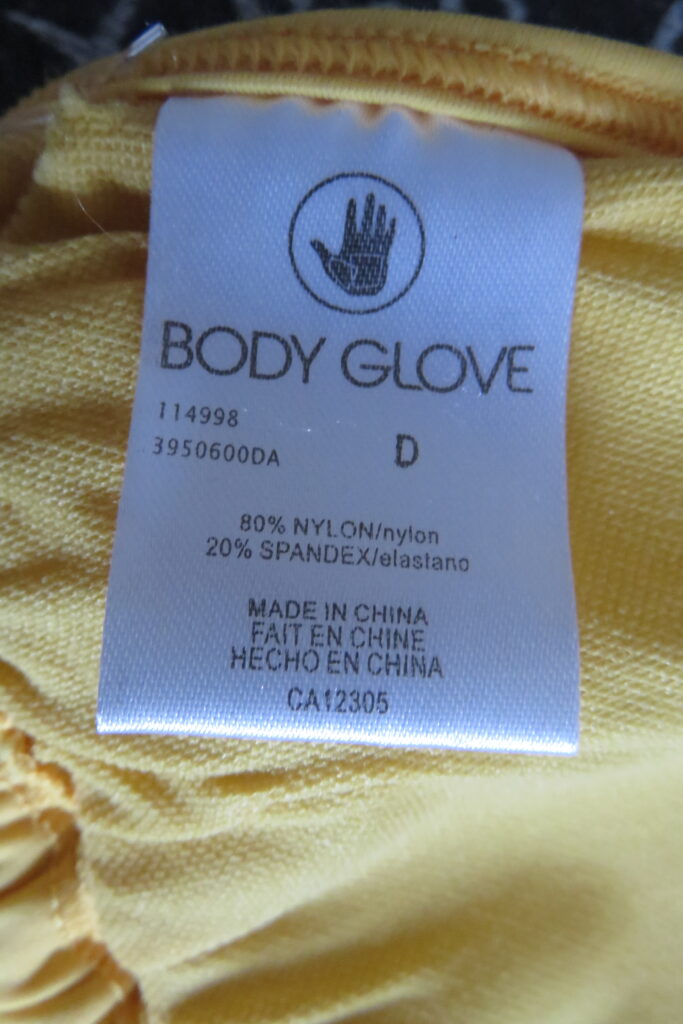 BODY GLOVE
114998
3950600DA D
80% NYLON/nylon
20% SPANDEX/elastano
MADE IN CHINA
FAIT EN CHINE
HECHO EN CHINA
CA12305